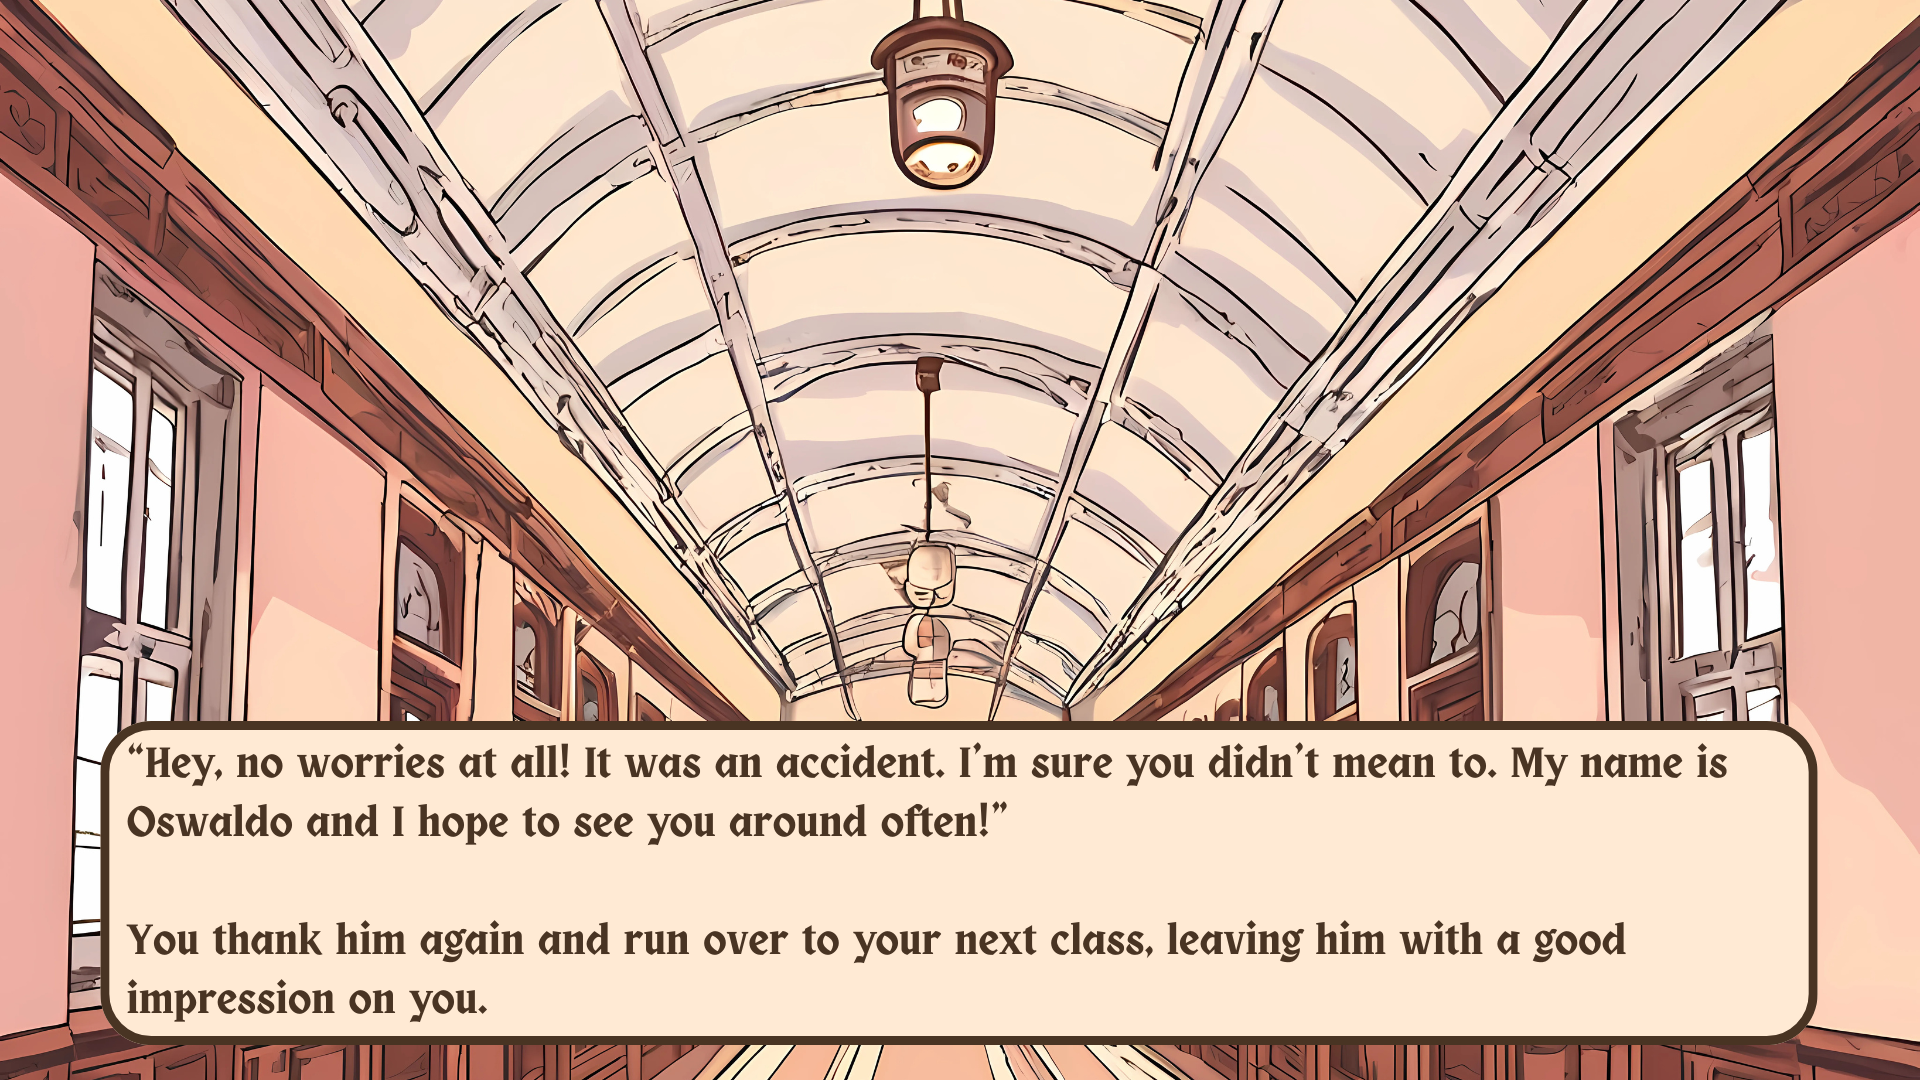 “Hey, no worries at all! It was an accident. I’m sure you didn’t mean to. My name is
Oswaldo and I hope to see you around often!”
You thank him again and run over to your next class, leaving him with a good
impression on you.